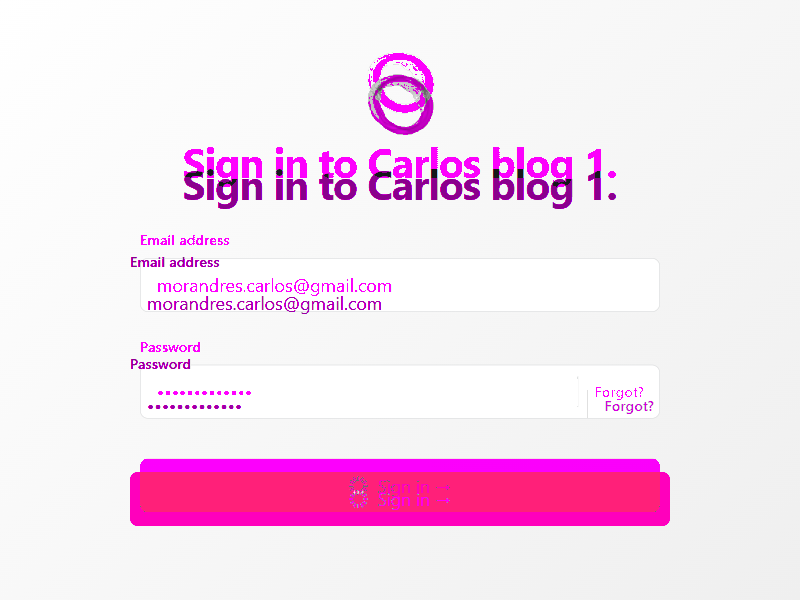 Sign in to Carlos blog 1.
Sign in to Carlos blog 1.
Email address
Email address
morandres.carlos@gmail.com
morandres.carlos@gmail.com
Password
Password
•••••••••••••
Forgot?
•••••••••••••
Forgot?
Sign in →
Sign in →